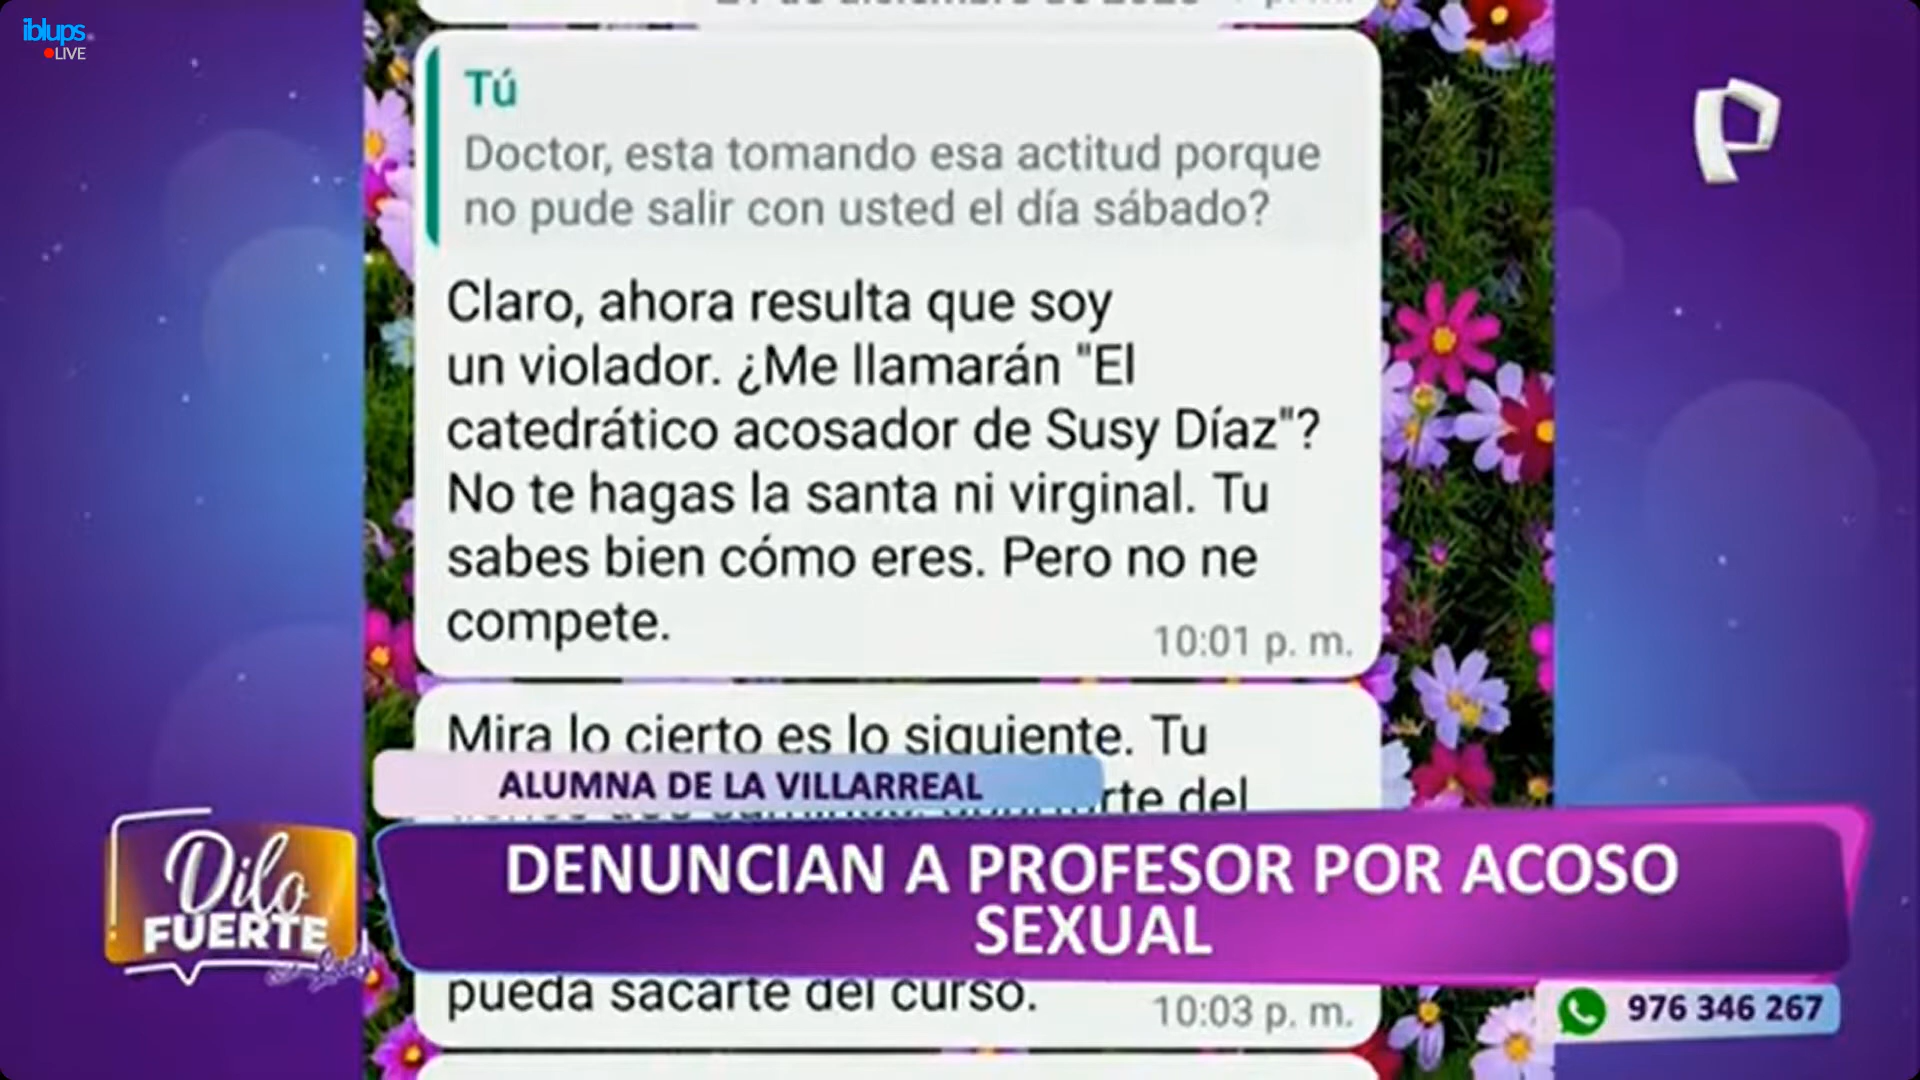 iblups
LIVE
Tú
Doctor, esta tomando esa actitud porque
no pude salir con usted el día sábado?
Claro, ahora resulta que soy
un violador. ¿Me llamarán "El
catedrático acosador de Susy Díaz"?
No te hagas la santa ni virginal. Tu
sabes bien cómo eres. Pero no ne
compete.
10:01 p. m.
Mira lo cierto es lo siguiente. Tu
del
ALUMNA DE LA VILLARREAL
DENUNCIAN A PROFESOR POR ACOSO
SEXUAL
Dilo
FUERTE
pueda sacarte del curso.
10:03 p. m.
976 346 267